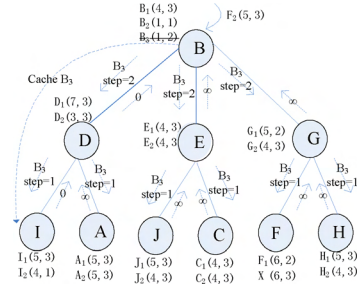 B₁(4, 3)
B₂(1, 1)
B₃(1, 2)
F₂(5, 3)
B
Cache B₃
B₃
step=2
0
B₃
step=2
∞
B₃
step=2
∞
D₁(7, 3)
D₂(3, 3)
D
E₁(4, 3)
E₂(4, 3)
E
G₁(5, 2)
G₂(4, 3)
G
B₃
step=1
0
B₃
step=1
∞
B₃
step=1
∞
B₃
step=1
∞
B₃
step=1
∞
B₃
step=1
∞
I
A
J
C
F
H
I₁(5, 3)
I₂(4, 1)
A₁(5, 3)
A₂(5, 3)
J₁(5, 3)
J₂(4, 3)
C₁(4, 3)
C₂(4, 3)
F₁(6, 2)
X (6, 3)
H₁(5, 3)
H₂(4, 3)